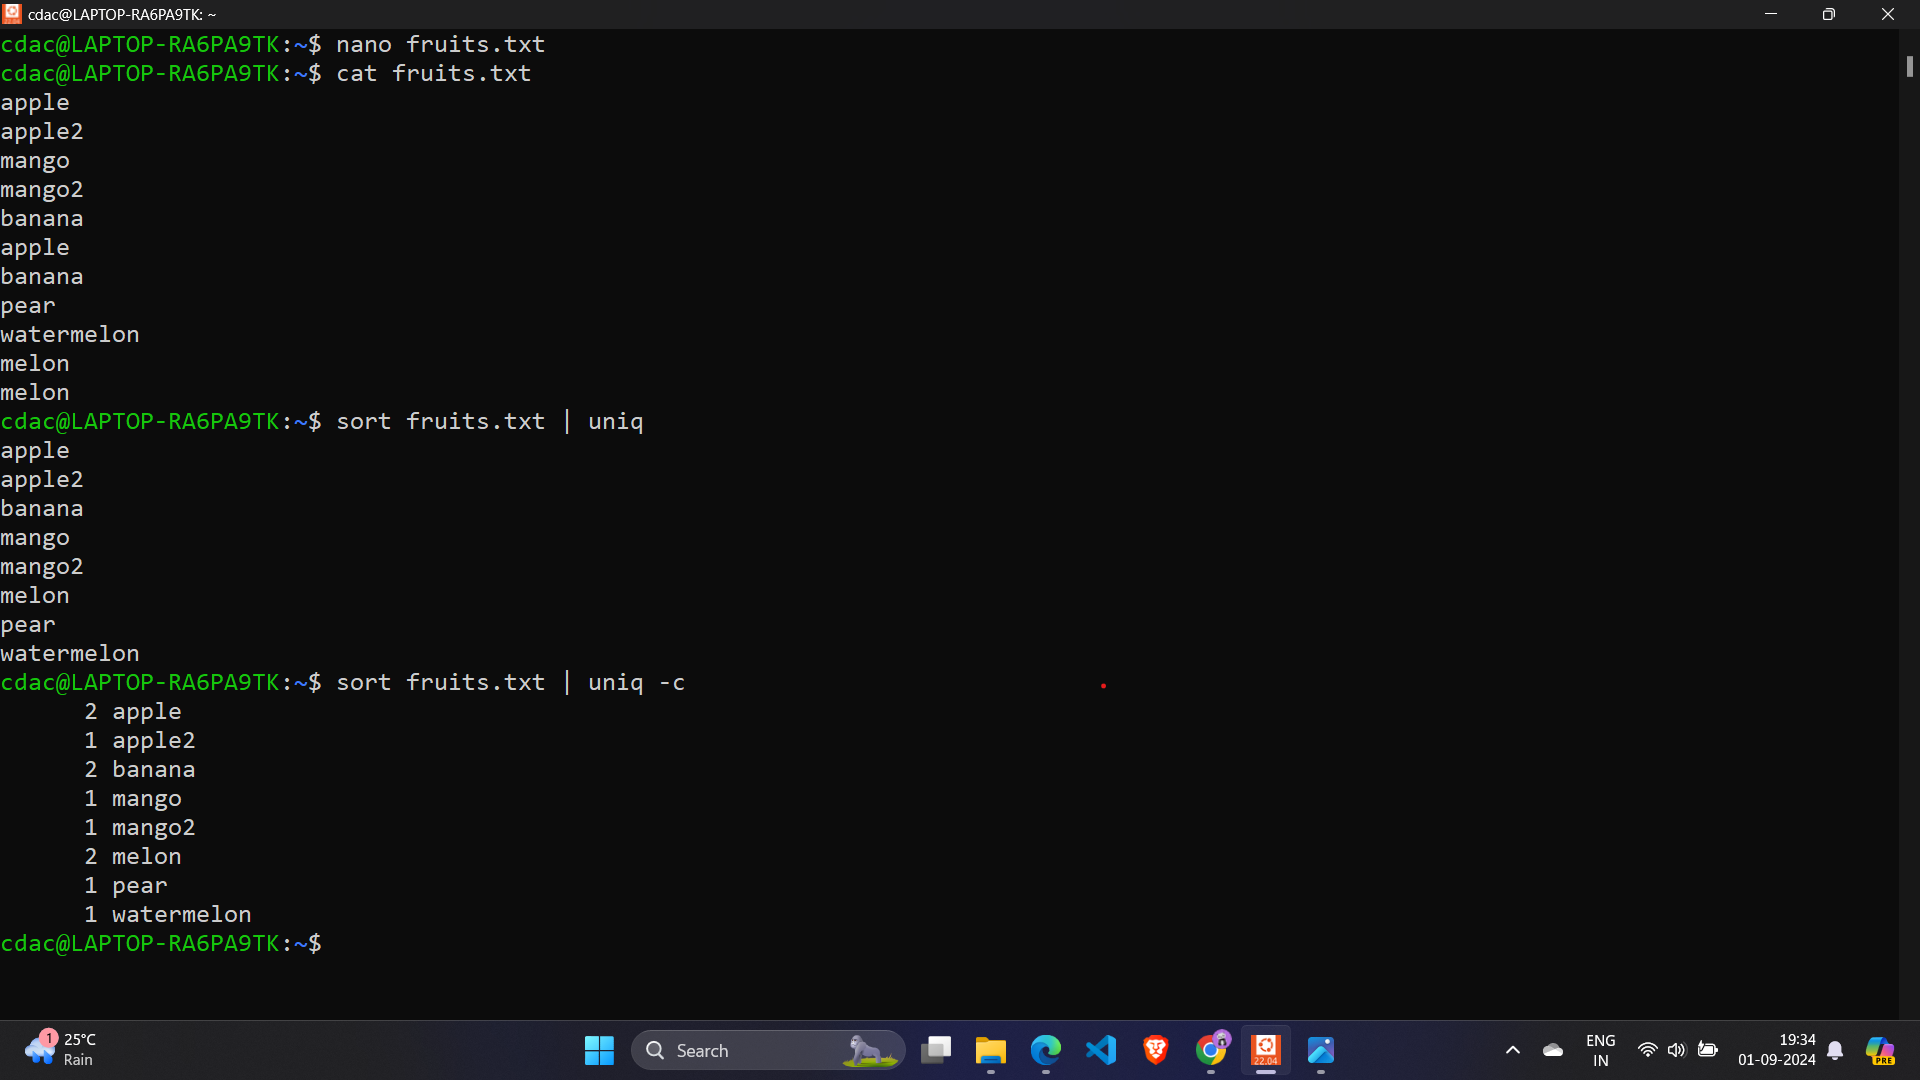 cdac@LAPTOP-RA6PA9TK: ~
cdac@LAPTOP-RA6PA9TK:~$ nano fruits.txt
cdac@LAPTOP-RA6PA9TK:~$ cat fruits.txt
apple
apple2
mango
mango2
banana
apple
banana
pear
watermelon
melon
melon
cdac@LAPTOP-RA6PA9TK:~$ sort fruits.txt | uniq
apple
apple2
banana
mango
mango2
melon
pear
watermelon
cdac@LAPTOP-RA6PA9TK:~$ sort fruits.txt | uniq -c
      2 apple
      1 apple2
      2 banana
      1 mango
      1 mango2
      2 melon
      1 pear
      1 watermelon
cdac@LAPTOP-RA6PA9TK:~$
1
25°C
Rain
Search
22.04
ENG
IN
19:34
01-09-2024
PRE